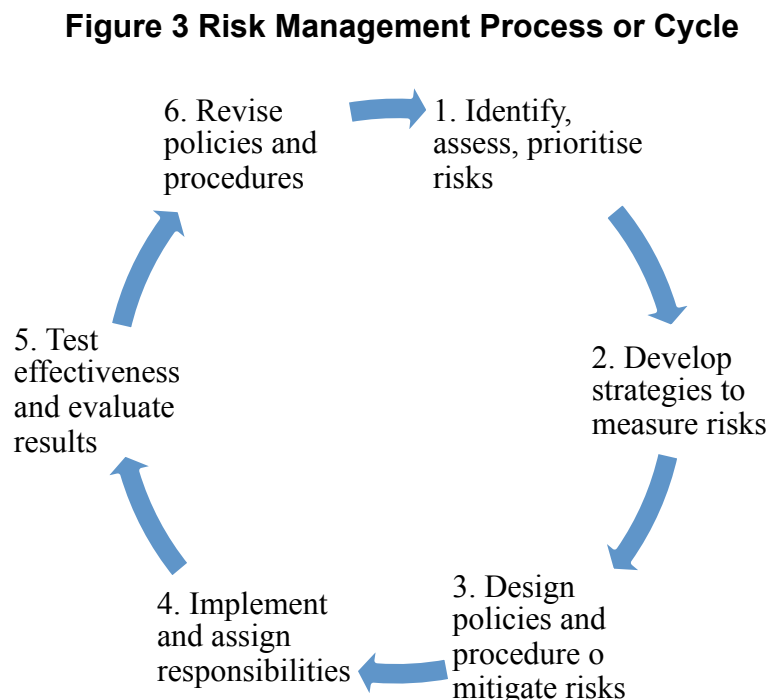 Figure 3 Risk Management Process or Cycle
1. Identify,
assess, prioritise
risks
2. Develop
strategies to
measure risks
3. Design
policies and
procedure o
mitigate risks
4. Implement
and assign
responsibilities
5. Test
effectiveness
and evaluate
results
6. Revise
policies and
procedures